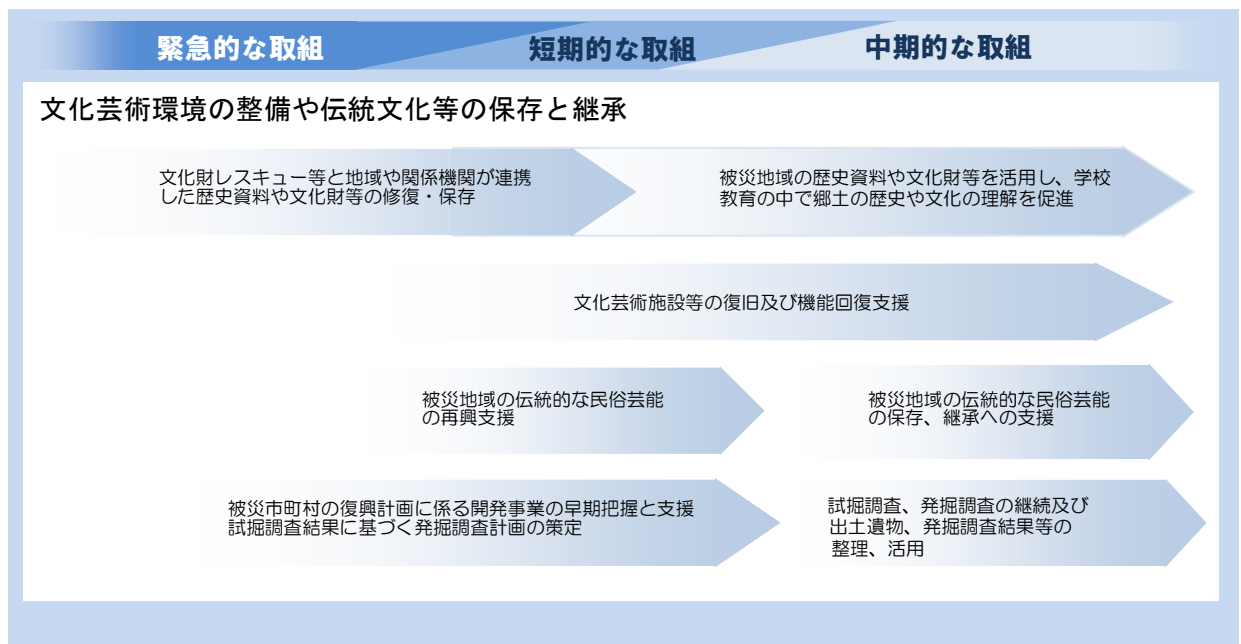 緊急的な取組
短期的な取組
中期的な取組
文化芸術環境の整備や伝統文化等の保存と継承
文化財レスキュー等と地域や関係機関が連携
した歴史資料や文化財等の修復・保存
被災地域の歴史資料や文化財等を活用し、学校
教育の中で郷土の歴史や文化の理解を促進
文化芸術施設等の復旧及び機能回復支援
被災地域の伝統的な民俗芸能
の再興支援
被災地域の伝統的な民俗芸能
の保存、継承への支援
被災市町村の復興計画に係る開発事業の早期把握と支援
試掘調査結果に基づく発掘調査計画の策定
試掘調査、発掘調査の継続及び
出土遺物、発掘調査結果等の
整理、活用